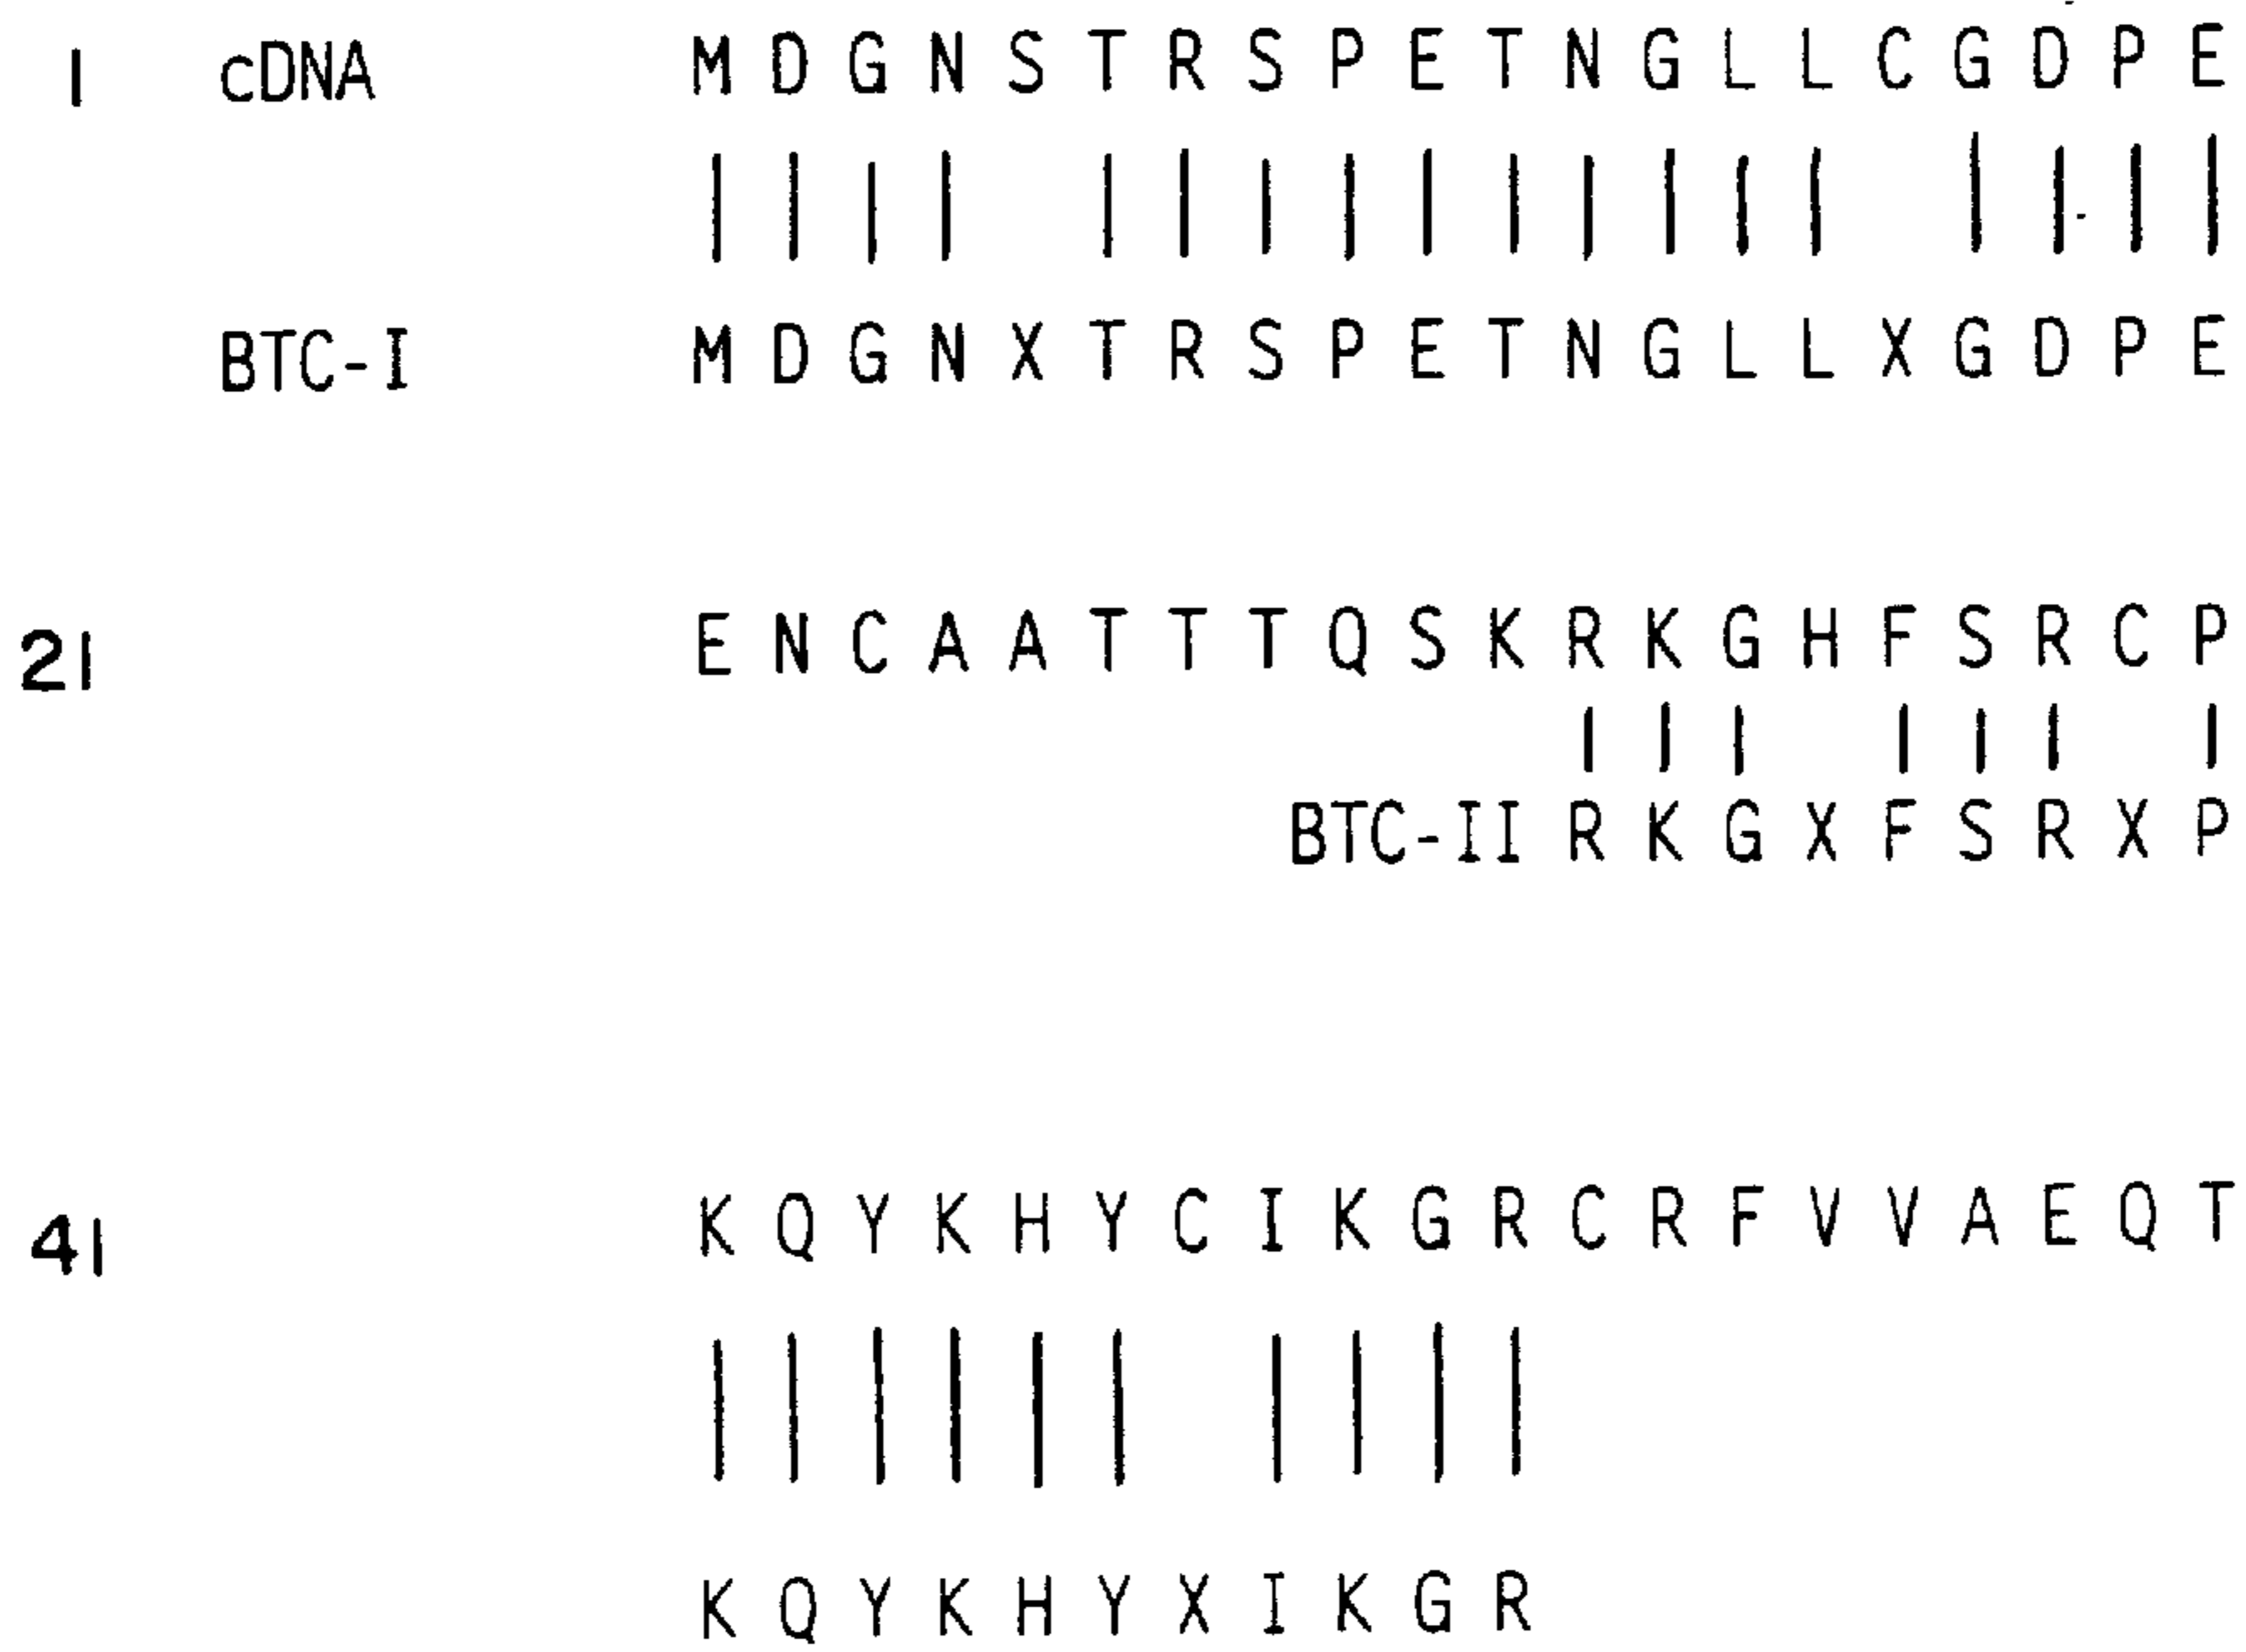 1 cDNA M D G N S T R S P E T N G L L C G D P E
BTC-I M D G N X T R S P E T N G L L X G D P E
21 E N C A A T T T Q S K R K G H F S R C P
BTC-II R K G X F S R X P
41 K Q Y K H Y C I K G R C R F V V A E Q T
K Q Y K H Y X I K G R